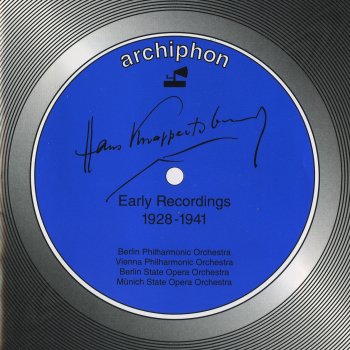 archiphon
Hans Knappertsbusch
Early Recordings
1928-1941
Berlin Philharmonic Orchestra
Vienna Philharmonic Orchestra
Berlin State Opera Orchestra
Munich State Opera Orchestra